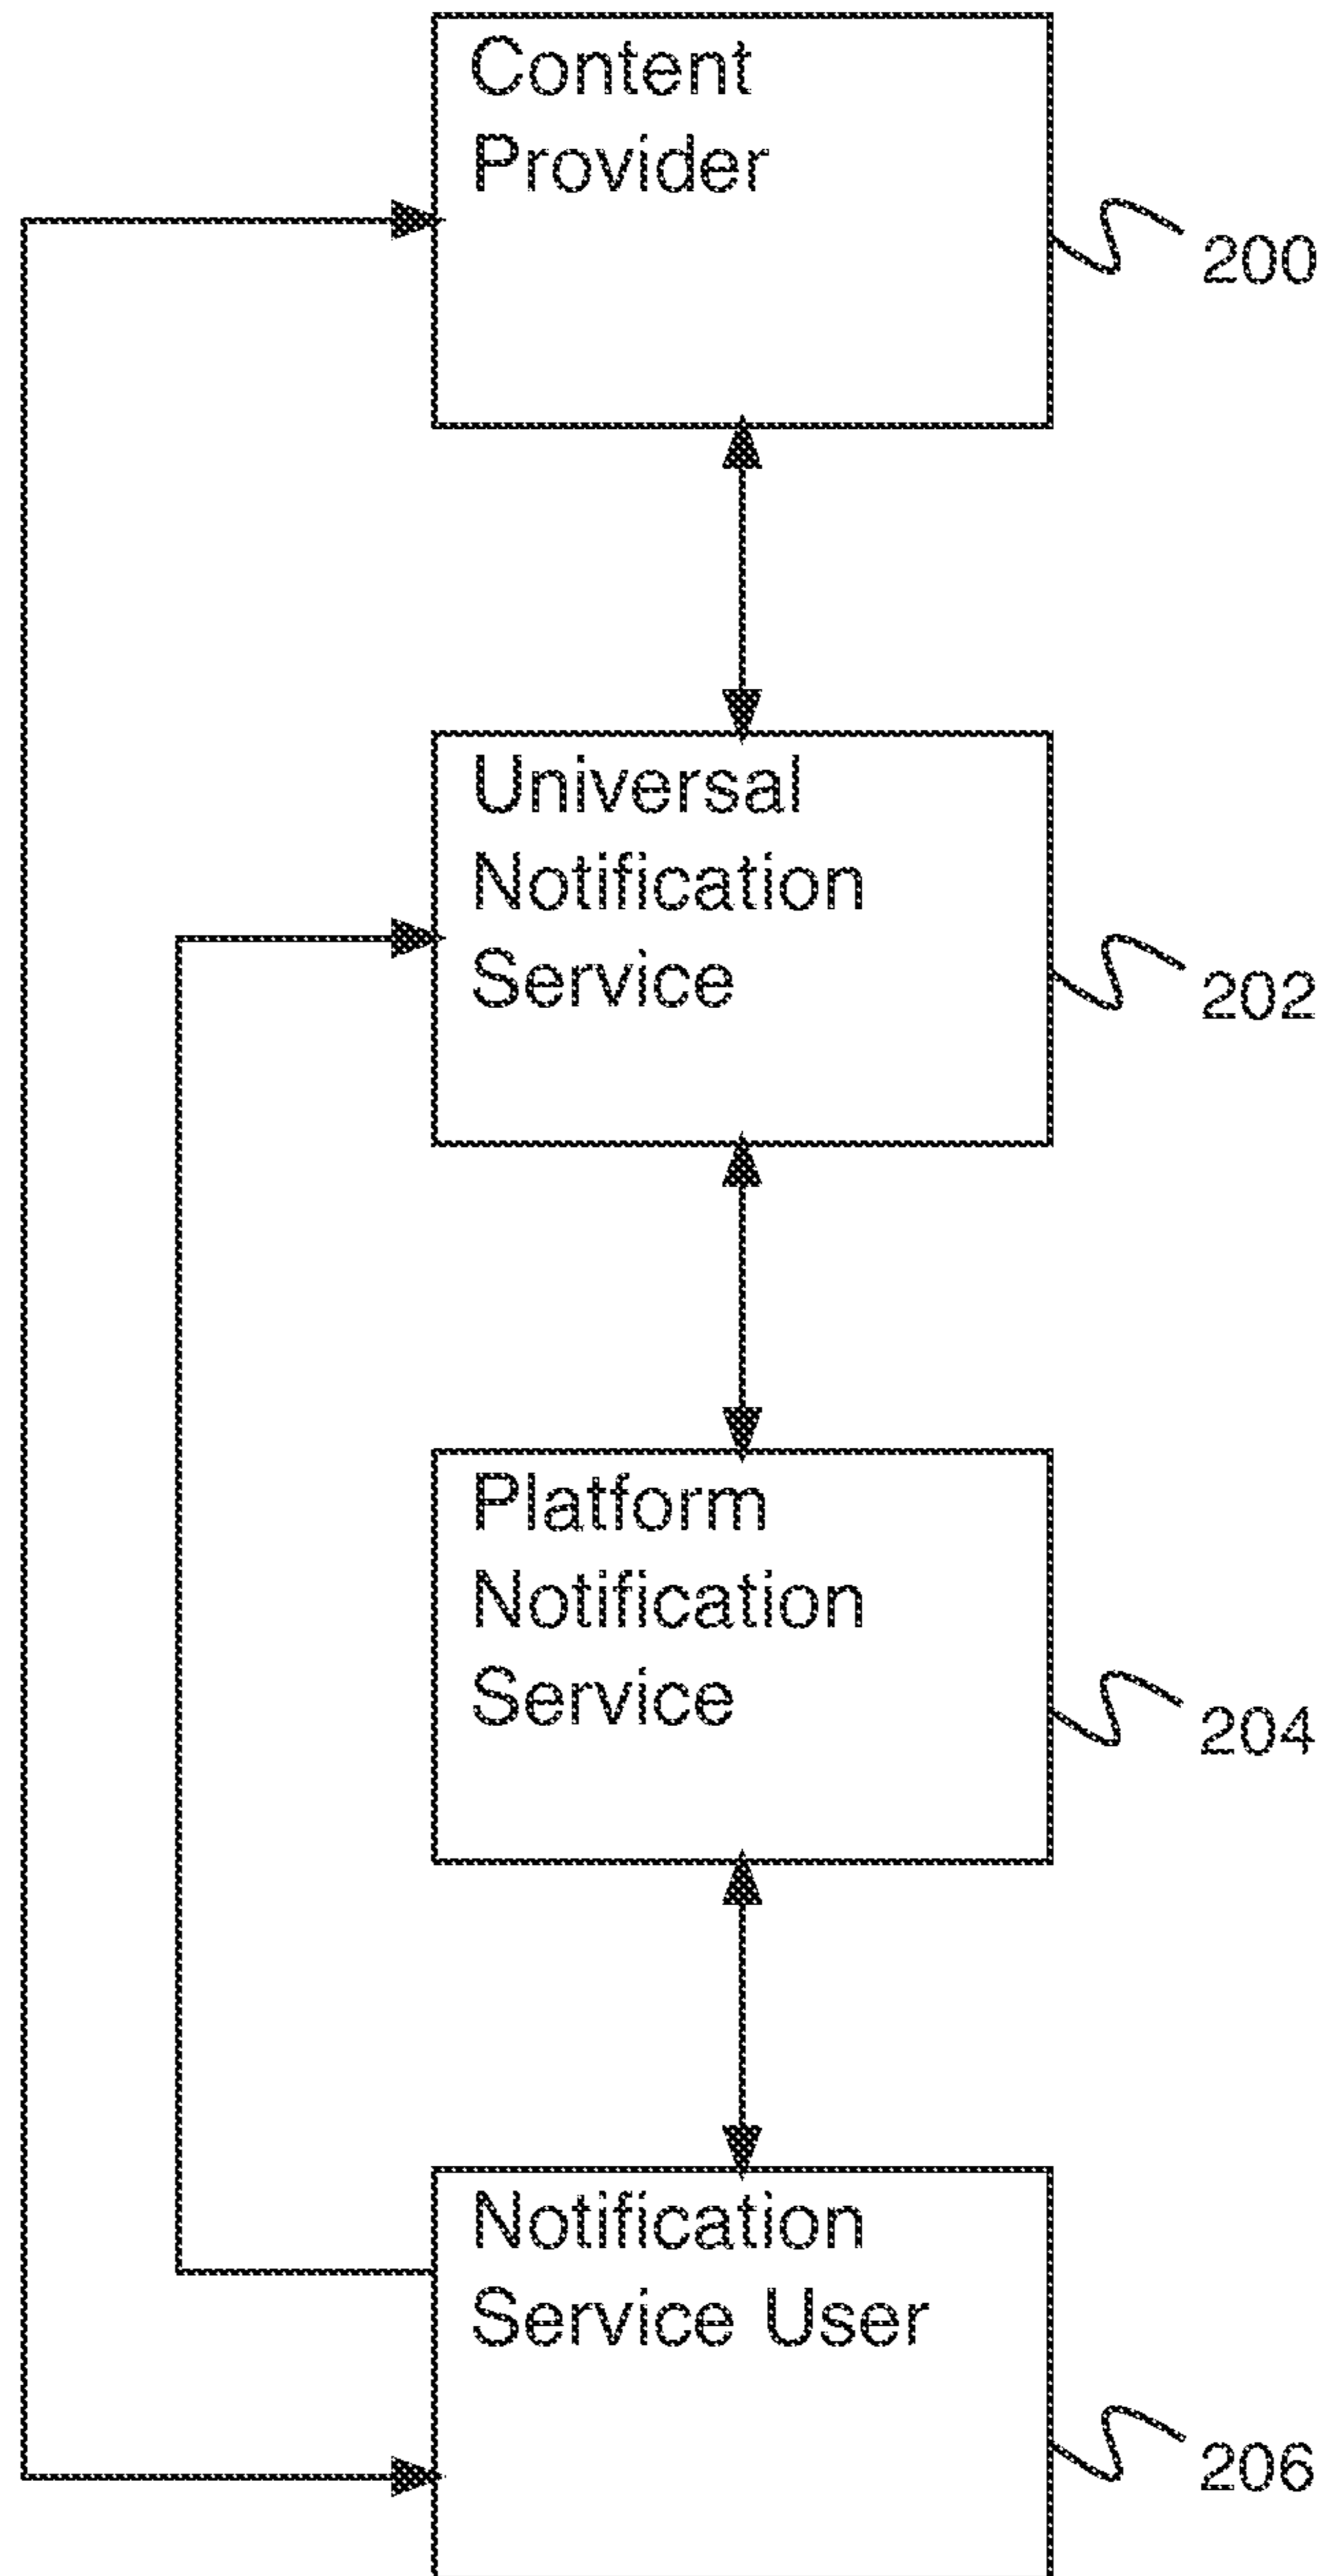 Content
Provider
200
Universal
Notification
Service
202
Platform
Notification
Service
204
Notification
Service User
206